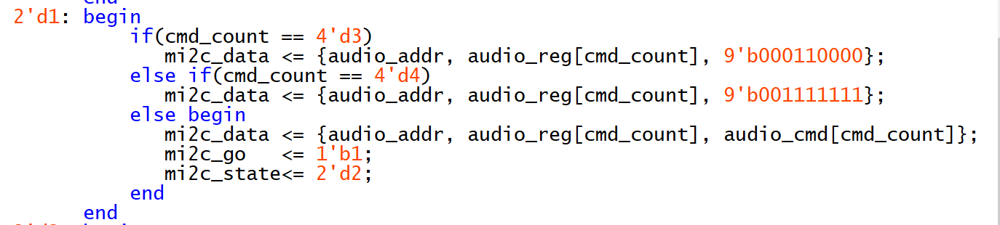 2'd1: begin
if(cmd_count == 4'd3)
mi2c_data <= {audio_addr, audio_reg[cmd_count], 9'b000110000};
else if(cmd_count == 4'd4)
mi2c_data <= {audio_addr, audio_reg[cmd_count], 9'b001111111};
else begin
mi2c_data <= {audio_addr, audio_reg[cmd_count], audio_cmd[cmd_count]};
mi2c_go   <= 1'b1;
mi2c_state<= 2'd2;
end
end